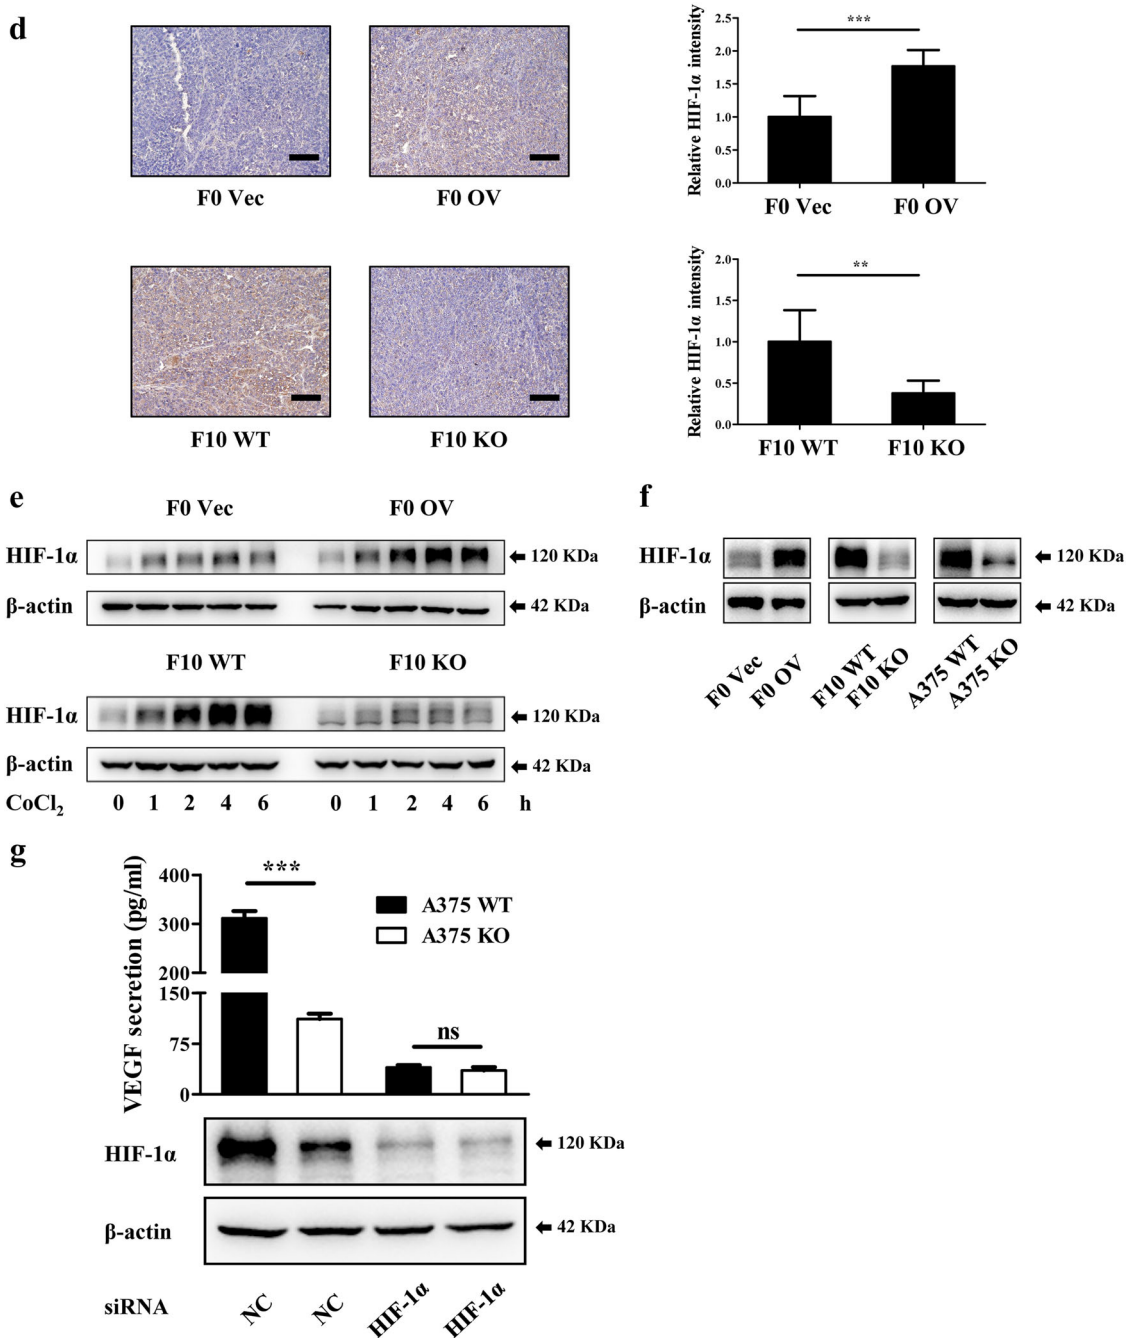 d
F0 Vec
F0 OV
Relative HIF-1α intensity
2.5
2.0
1.5
1.0
0.5
0.0
***
F0 Vec
F0 OV
F10 WT
F10 KO
Relative HIF-1α intensity
2.0
1.5
1.0
0.5
0.0
**
F10 WT
F10 KO
e
F0 Vec
F0 OV
HIF-1α
120 KDa
β-actin
42 KDa
F10 WT
F10 KO
HIF-1α
120 KDa
β-actin
42 KDa
CoCl₂ 0 1 2 4 6 0 1 2 4 6 h
f
HIF-1α
120 KDa
β-actin
42 KDa
F0 Vec
F0 OV
F10 WT
F10 KO
A375 WT
A375 KO
g
VEGF secretion (pg/ml)
400
300
200
150
75
0
***
ns
A375 WT
A375 KO
HIF-1α
120 KDa
β-actin
42 KDa
siRNA NC NC HIF-1α HIF-1α